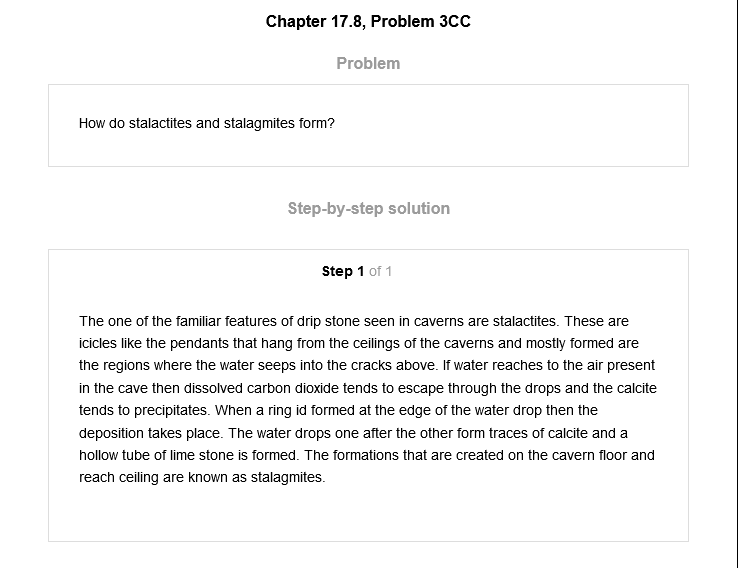 Chapter 17.8, Problem 3CC
Problem
How do stalactites and stalagmites form?
Step-by-step solution
Step 1 of 1
The one of the familiar features of drip stone seen in caverns are stalactites. These are
icicles like the pendants that hang from the ceilings of the caverns and mostly formed are
the regions where the water seeps into the cracks above. If water reaches to the air present
in the cave then dissolved carbon dioxide tends to escape through the drops and the calcite
tends to precipitates. When a ring id formed at the edge of the water drop then the
deposition takes place. The water drops one after the other form traces of calcite and a
hollow tube of lime stone is formed. The formations that are created on the cavern floor and
reach ceiling are known as stalagmites.